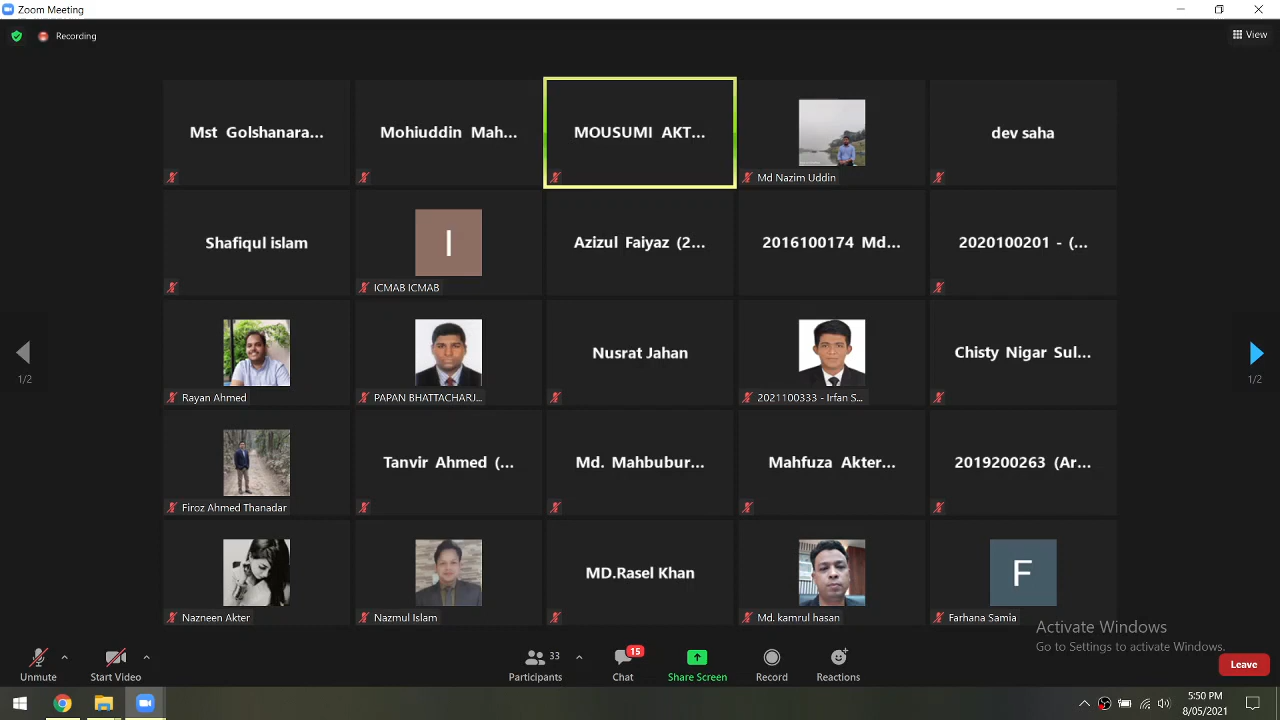 Zoom Meeting
Recording
View
Mst Golshanara...
Mohiuddin Mah...
MOUSUMI AKT...
Md Nazim Uddin
dev saha
Shafiqul islam
I
ICMAB ICMAB
Azizul Faiyaz (2...
2016100174 Md...
2020100201 - (...
Rayan Ahmed
PAPAN BHATTACHARJ...
Nusrat Jahan
2021100333 - Irfan S...
Chisty Nigar Sul...
1/2
1/2
Firoz Ahmed Thanadar
Tanvir Ahmed (...
Md. Mahbubur...
Mahfuza Akter...
2019200263 (Ar...
Nazneen Akter
Nazmul Islam
MD.Rasel Khan
Md. kamrul hasan
F
Farhana Samia
Activate Windows
Go to Settings to activate Windows.
Unmute
Start Video
33
Participants
15
Chat
Share Screen
Record
Reactions
Leave
5:50 PM
8/05/2021